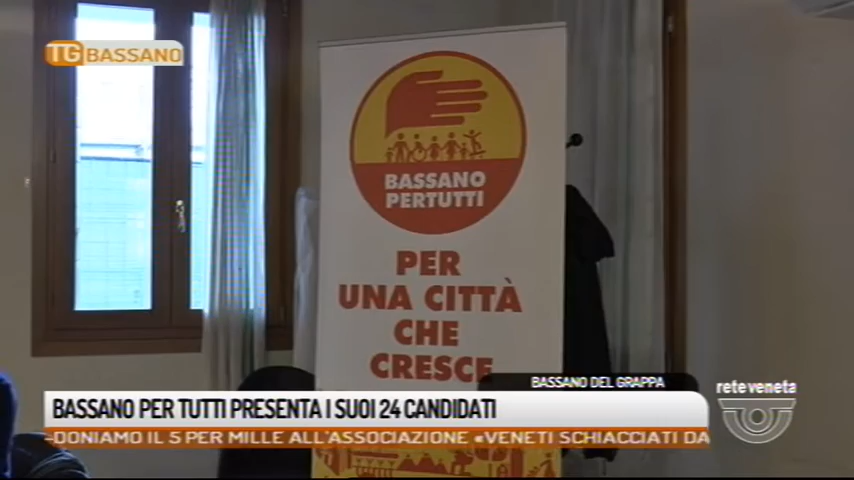 TG BASSANO
BASSANO
PERTUTTI
PER
UNA CITTÀ
CHE
CRESCE
BASSANO DEL GRAPPA
reteveneta
BASSANO PER TUTTI PRESENTA I SUOI 24 CANDIDATI
-DONIAMO IL 5 PER MILLE ALL'ASSOCIAZIONE «VENETI SCHIACCIATI DA